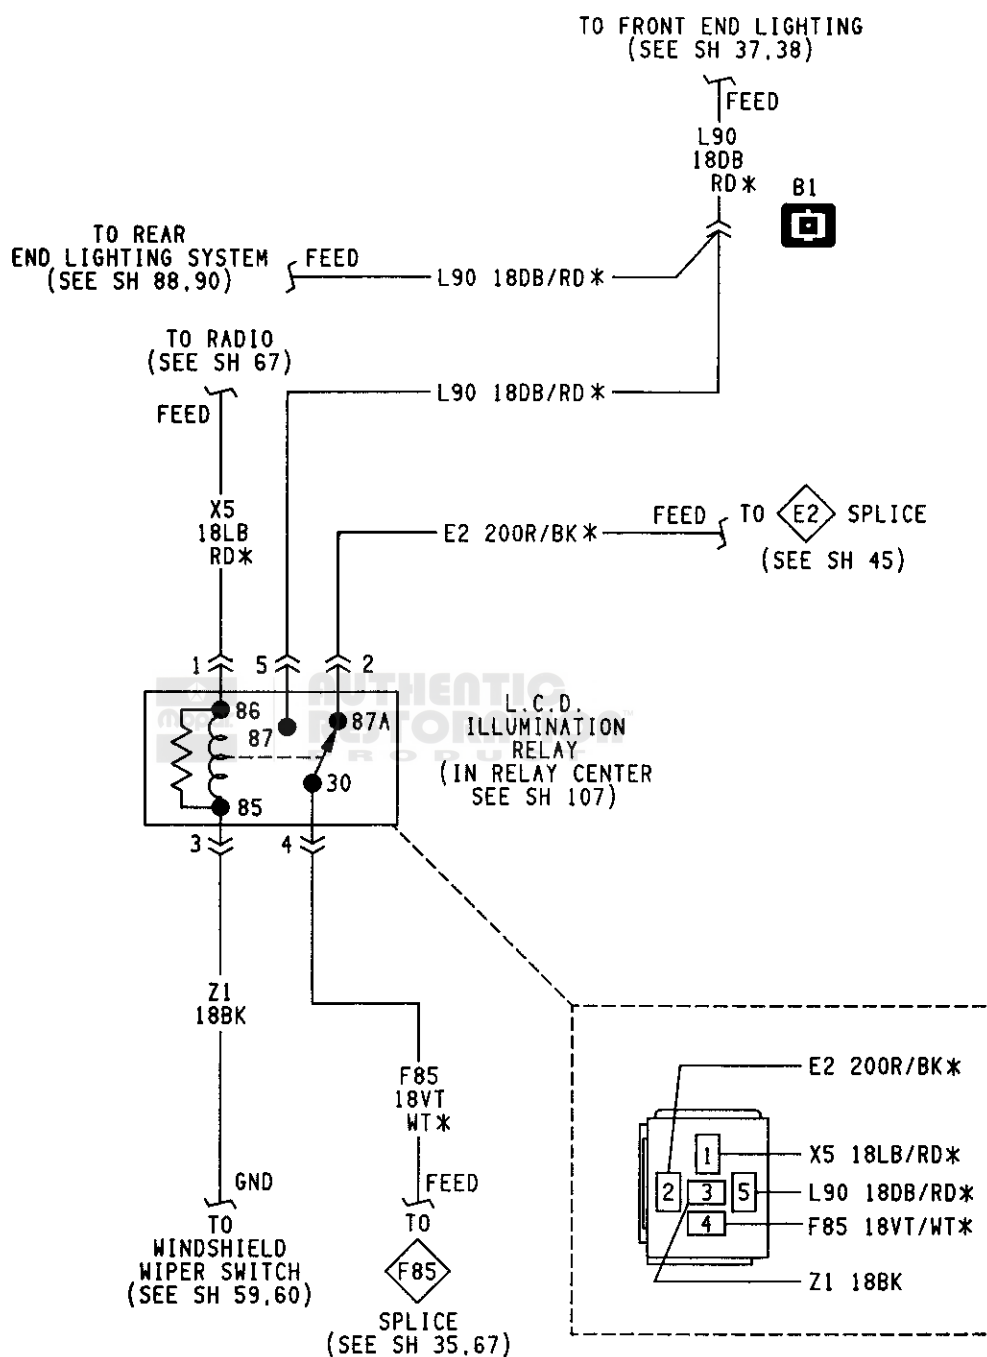 TO FRONT END LIGHTING
(SEE SH 37,38)
FEED
L90
18DB
RD*
B1
TO REAR
END LIGHTING SYSTEM
(SEE SH 88,90)
FEED
L90 18DB/RD*
TO RADIO
(SEE SH 67)
FEED
L90 18DB/RD*
X5
18LB
RD*
E2 20OR/BK*
FEED
TO E2 SPLICE
(SEE SH 45)
1
5
2
86
87
87A
30
85
3
4
AUTHENTIC
RESTORATION
PRODUCT
Mopar
L.C.D.
ILLUMINATION
RELAY
(IN RELAY CENTER
SEE SH 107)
Z1
18BK
GND
TO
WINDSHIELD
WIPER SWITCH
(SEE SH 59,60)
F85
18VT
WT*
FEED
TO
F85
SPLICE
(SEE SH 35,67)
E2 20OR/BK*
1
X5 18LB/RD*
2
3
5
L90 18DB/RD*
4
F85 18VT/WT*
Z1 18BK